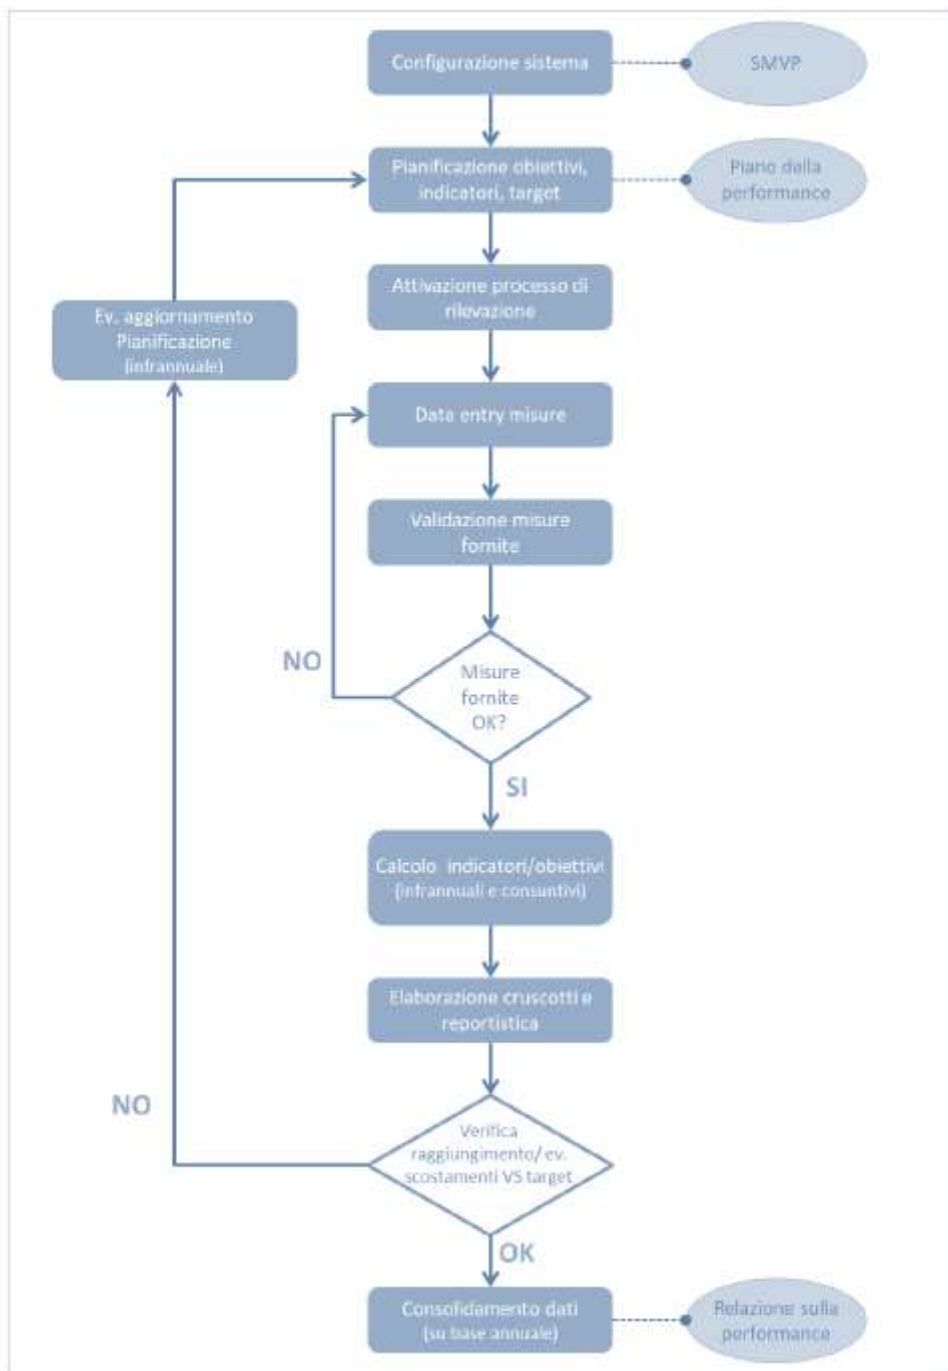 Configurazione sistema
SMVP
Pianificazione obiettivi,
indicatori, target
Piano della
performance
Attivazione processo di
rilevazione
Ev. aggiornamento
Pianificazione
(infrannuale)
Data entry misure
Validazione misure
fornite
NO
Misure
fornite
OK?
SI
Calcolo indicatori/obiettivi
(infrannuali e consuntivi)
Elaborazione cruscotti e
reportistica
NO
Verifica
raggiungimento/ ev.
scostamenti VS target
OK
Consolidamento dati
(su base annuale)
Relazione sulla
performance